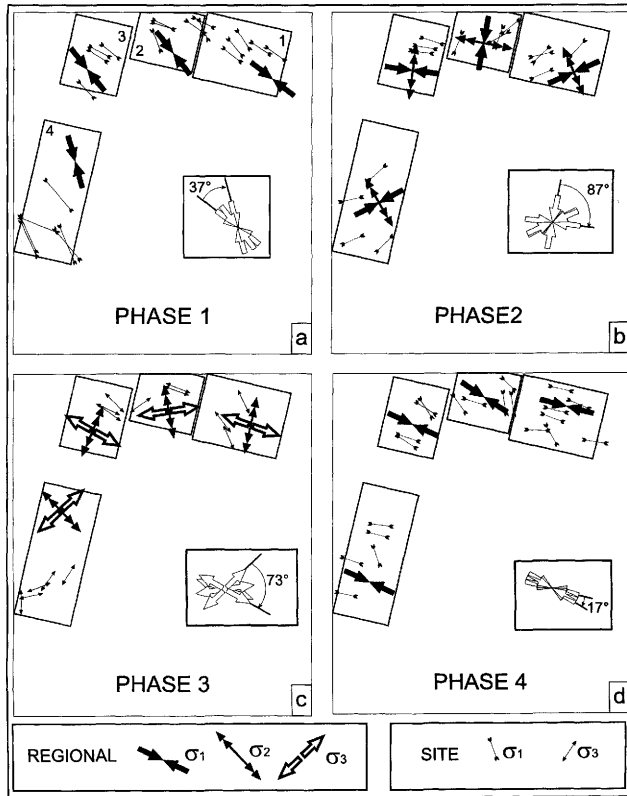 3
2
1
4
37°
PHASE 1
a
87°
PHASE2
b
73°
PHASE 3
c
17°
PHASE 4
d
REGIONAL σ1 σ2 σ3
SITE σ1 σ3